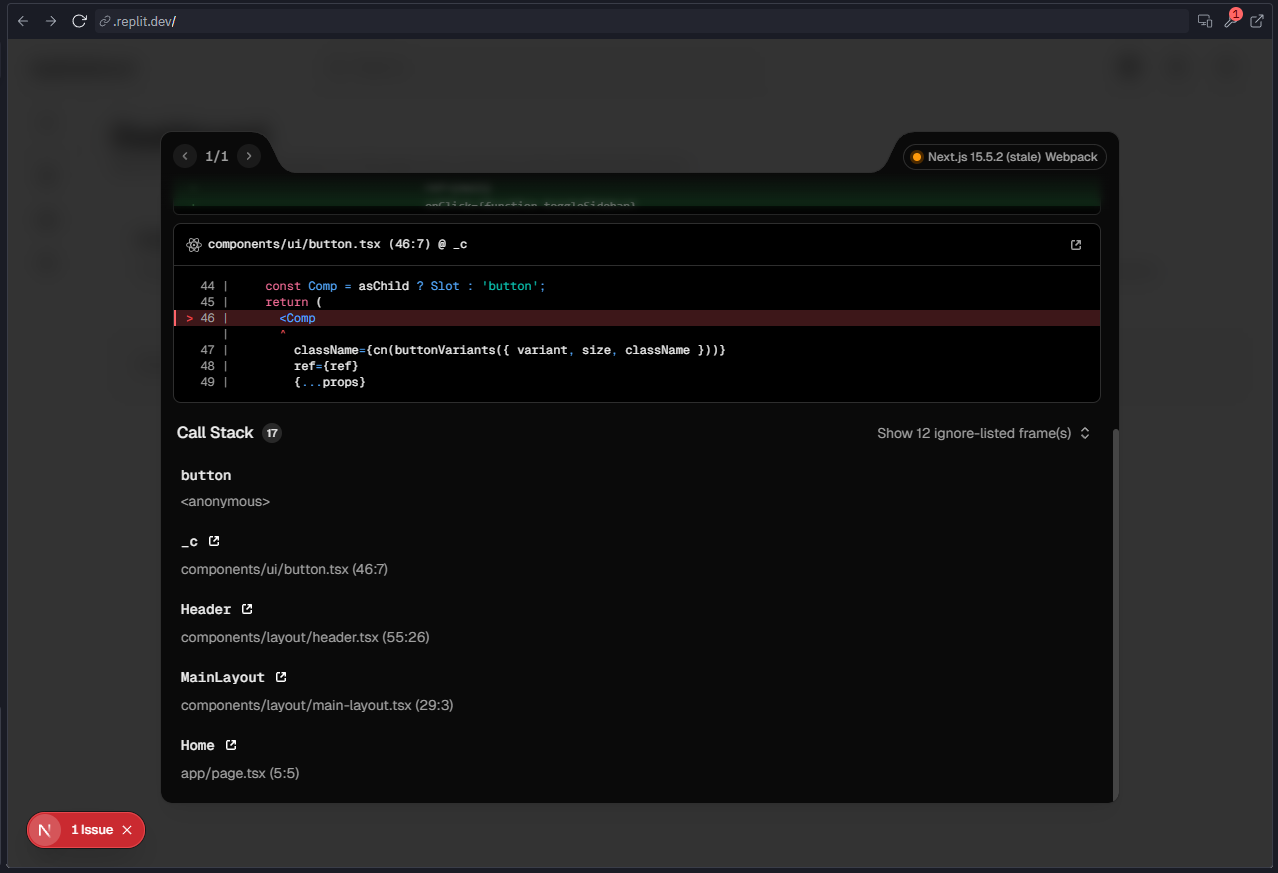 .replit.dev/
1
1/1
Next.js 15.5.2 (stale) Webpack
onClick={function toggleSidebar}
components/ui/button.tsx (46:7) @ _c
44 | const Comp = asChild ? Slot : 'button';
45 | return (
> 46 | <Comp
| ^
47 | className={cn(buttonVariants({ variant, size, className }))}
48 | ref={ref}
49 | {...props}
Call Stack 17
Show 12 ignore-listed frame(s)
button
<anonymous>
_c
components/ui/button.tsx (46:7)
Header
components/layout/header.tsx (55:26)
MainLayout
components/layout/main-layout.tsx (29:3)
Home
app/page.tsx (5:5)
N 1 Issue